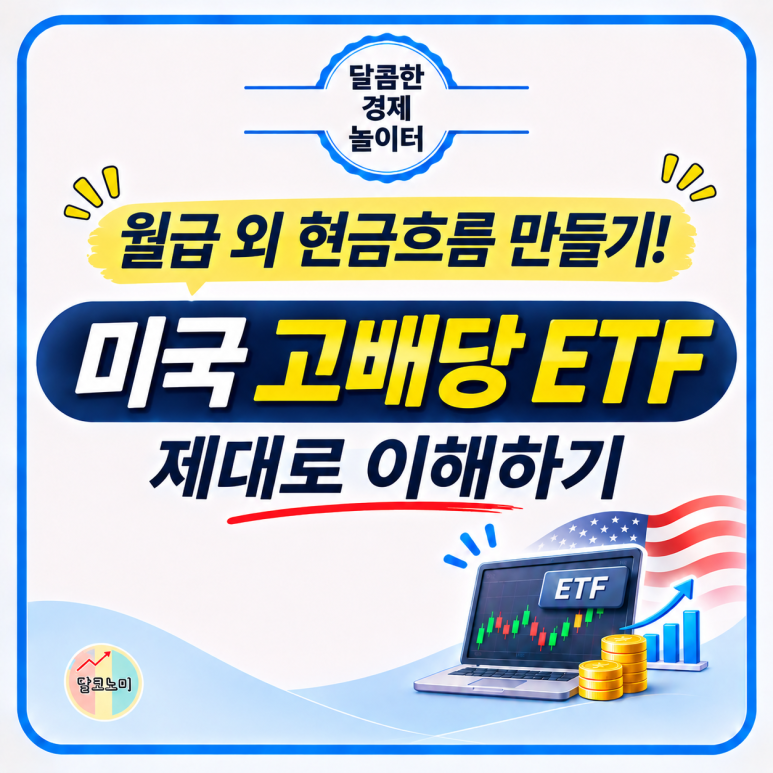 달콤한
경제
놀이터
월급 외 현금흐름 만들기!
미국 고배당 ETF
제대로 이해하기
ETF
달코노미